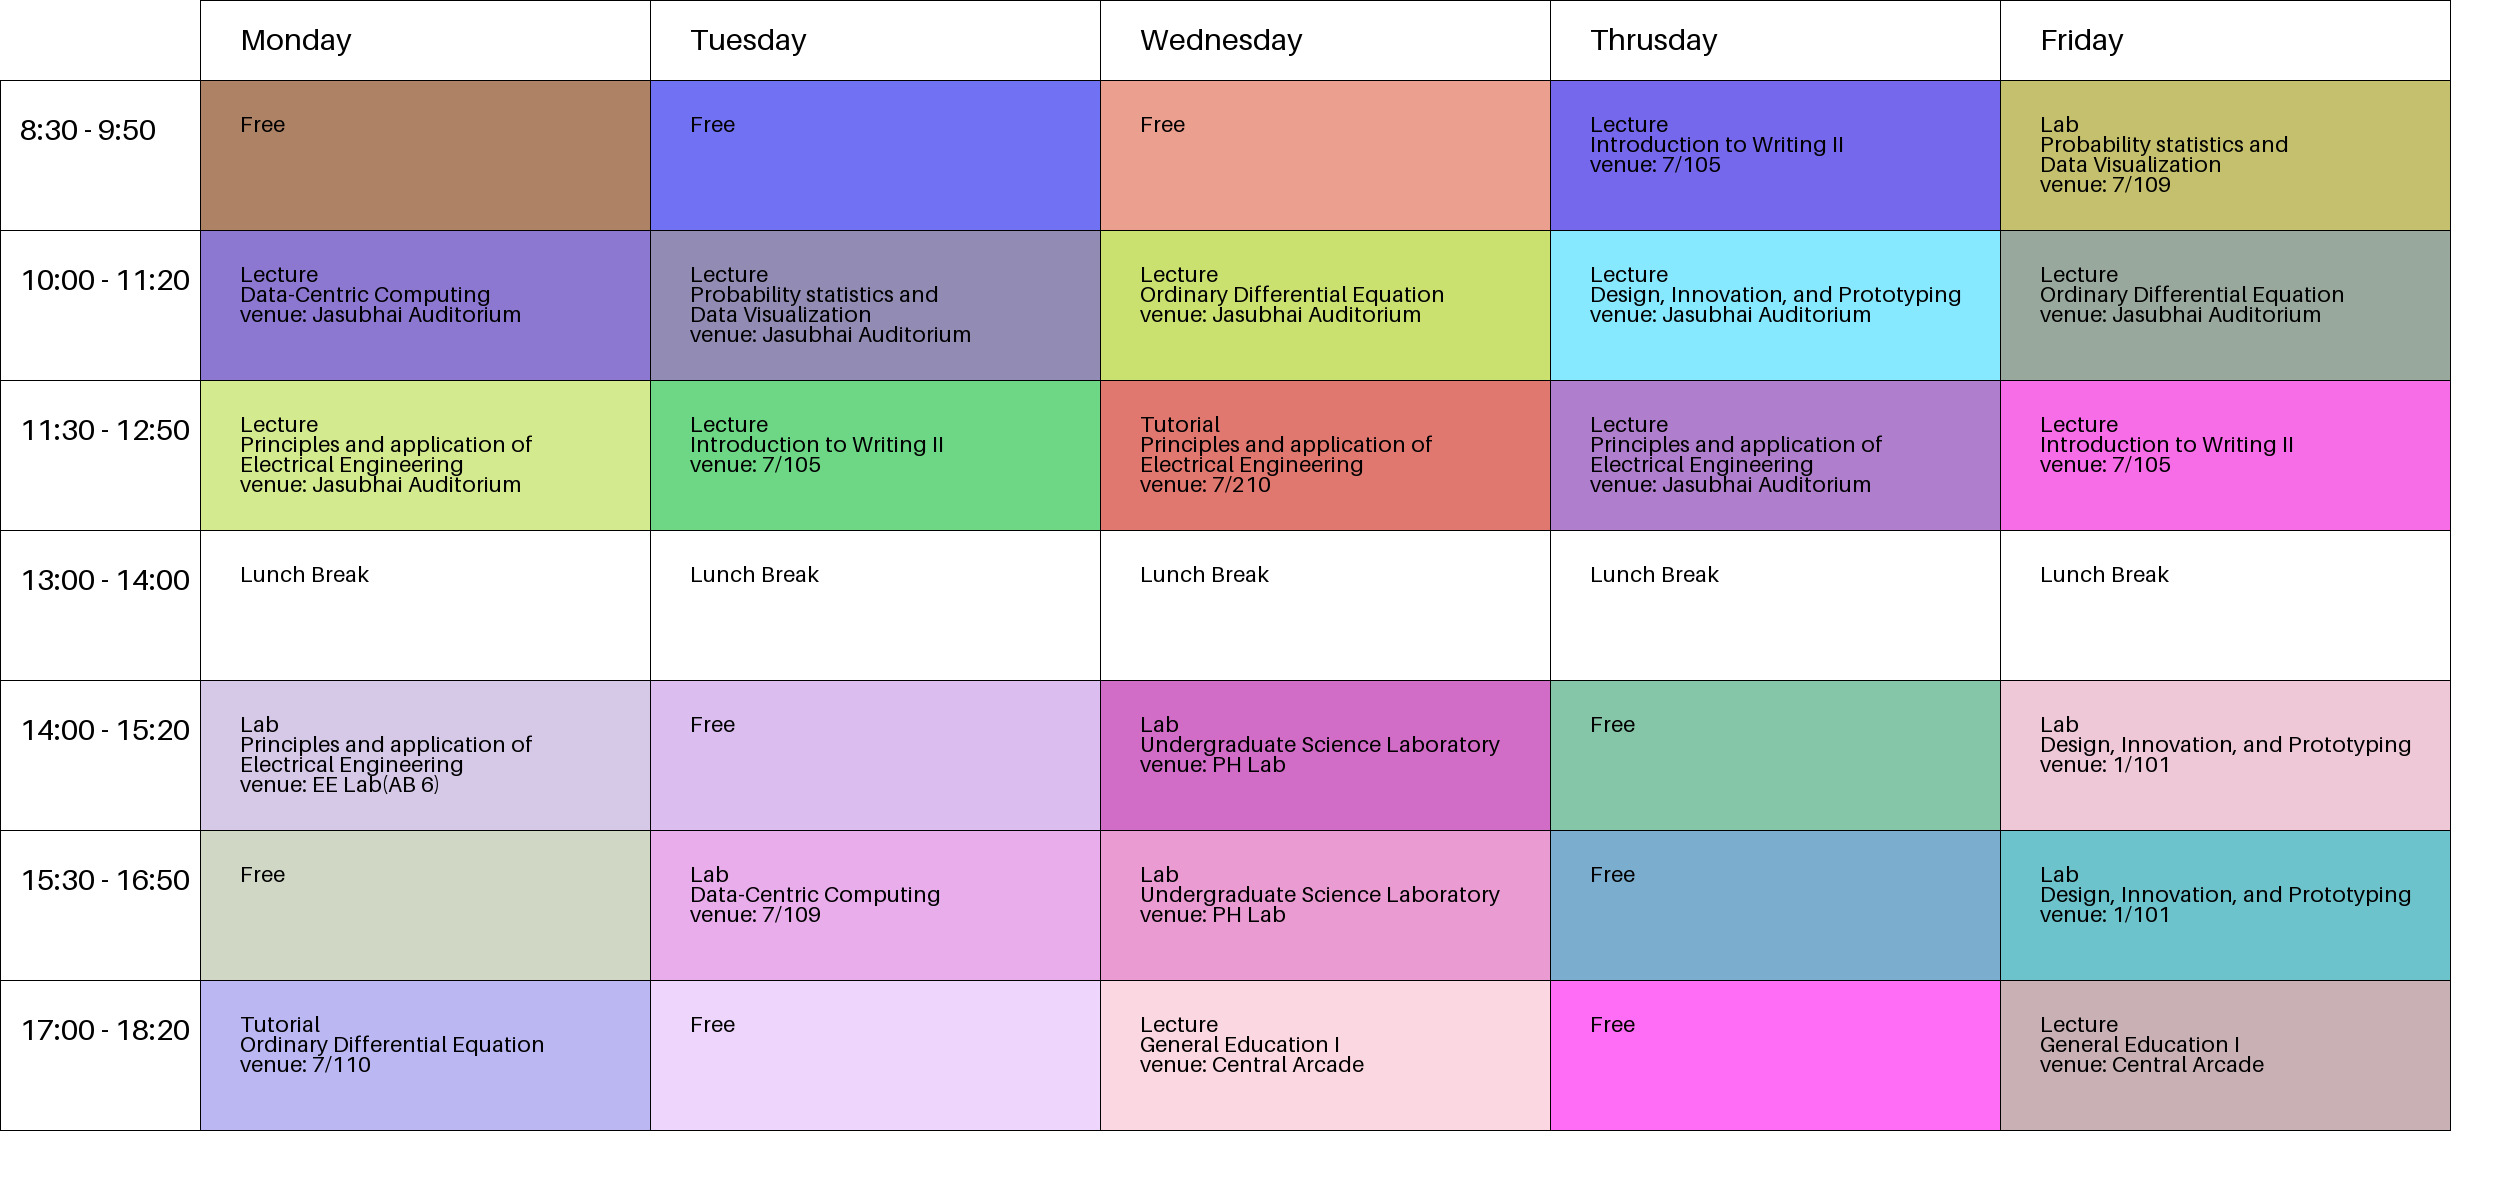 Monday
Tuesday
Wednesday
Thrusday
Friday
8:30 - 9:50
Free
Free
Free
Lecture
Introduction to Writing II
venue: 7/105
Lab
Probability statistics and
Data Visualization
venue: 7/109
10:00 - 11:20
Lecture
Data-Centric Computing
venue: Jasubhai Auditorium
Lecture
Probability statistics and
Data Visualization
venue: Jasubhai Auditorium
Lecture
Ordinary Differential Equation
venue: Jasubhai Auditorium
Lecture
Design, Innovation, and Prototyping
venue: Jasubhai Auditorium
Lecture
Ordinary Differential Equation
venue: Jasubhai Auditorium
11:30 - 12:50
Lecture
Principles and application of
Electrical Engineering
venue: Jasubhai Auditorium
Lecture
Introduction to Writing II
venue: 7/105
Tutorial
Principles and application of
Electrical Engineering
venue: 7/210
Lecture
Principles and application of
Electrical Engineering
venue: Jasubhai Auditorium
Lecture
Introduction to Writing II
venue: 7/105
13:00 - 14:00
Lunch Break
Lunch Break
Lunch Break
Lunch Break
Lunch Break
14:00 - 15:20
Lab
Principles and application of
Electrical Engineering
venue: EE Lab(AB 6)
Free
Lab
Undergraduate Science Laboratory
venue: PH Lab
Free
Lab
Design, Innovation, and Prototyping
venue: 1/101
15:30 - 16:50
Free
Lab
Data-Centric Computing
venue: 7/109
Lab
Undergraduate Science Laboratory
venue: PH Lab
Free
Lab
Design, Innovation, and Prototyping
venue: 1/101
17:00 - 18:20
Tutorial
Ordinary Differential Equation
venue: 7/110
Free
Lecture
General Education I
venue: Central Arcade
Free
Lecture
General Education I
venue: Central Arcade